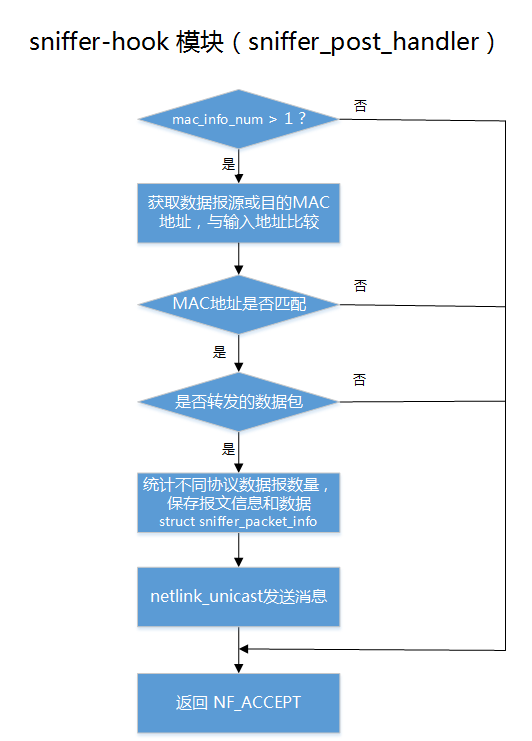 sniffer-hook 模块（sniffer_post_handler）
mac_info_num > 1？
否
是
获取数据报源或目的MAC
地址，与输入地址比较
否
MAC地址是否匹配
是
否
是否转发的数据包
是
统计不同协议数据报数量，
保存报文信息和数据
struct sniffer_packet_info
netlink_unicast发送消息
返回 NF_ACCEPT